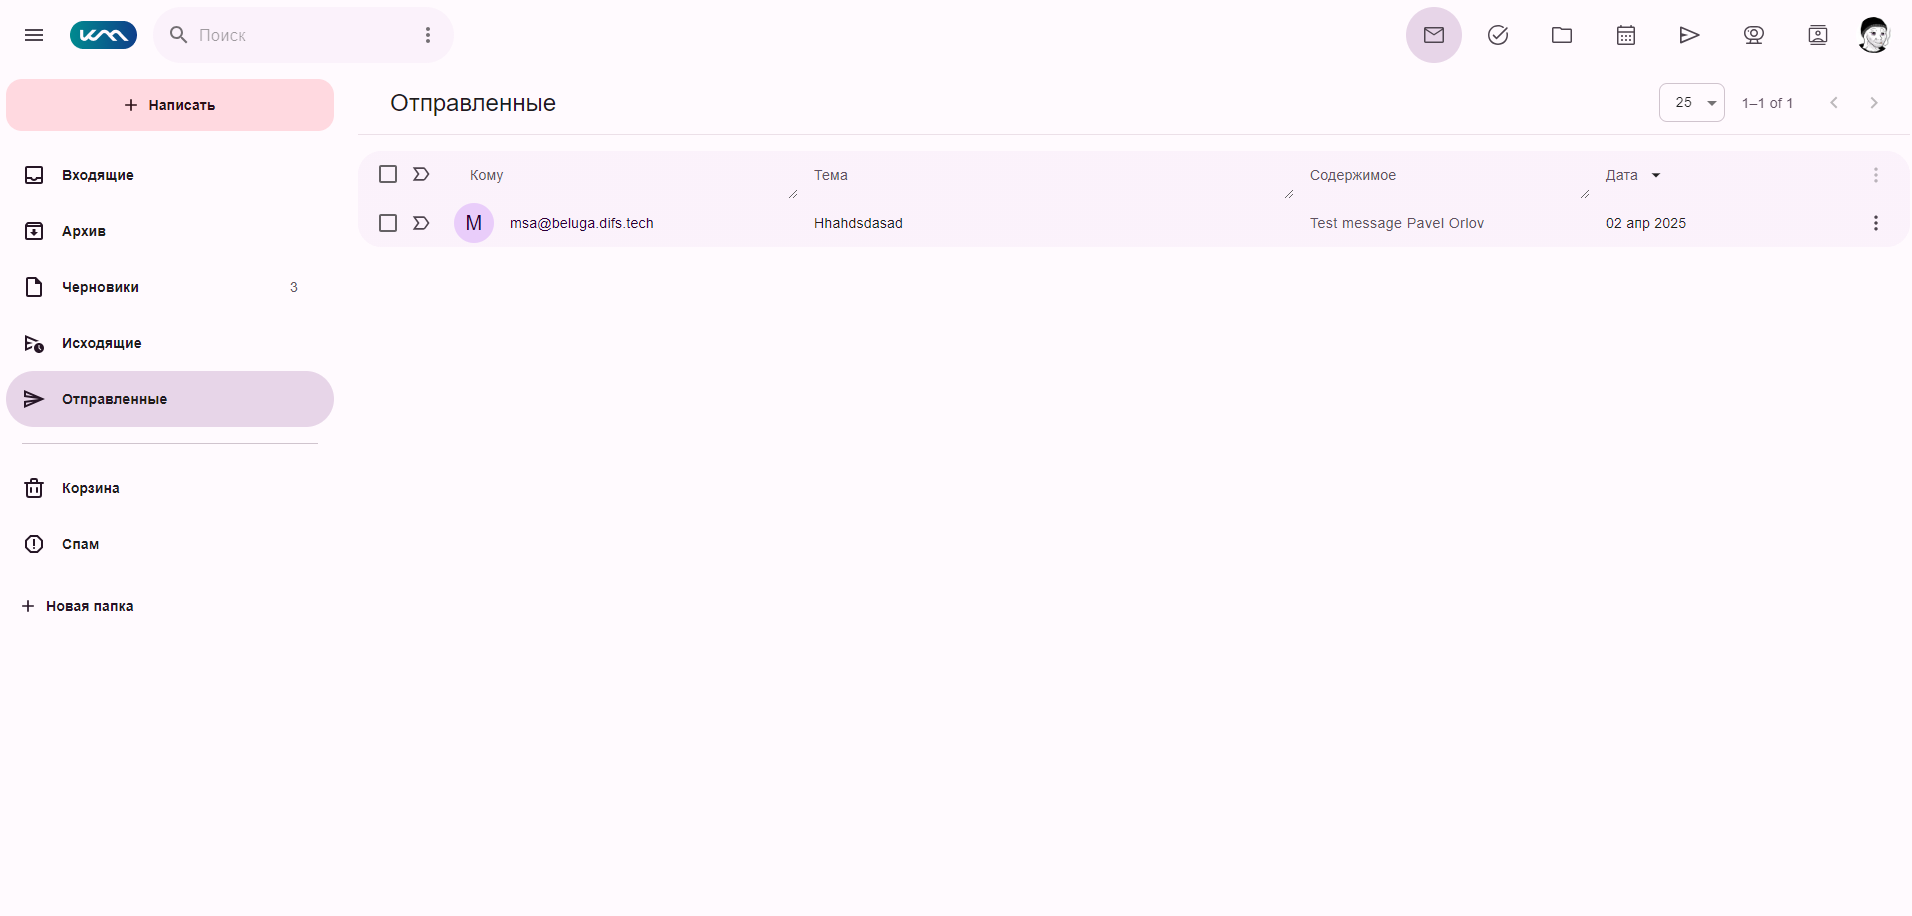 Поиск
Написать
Входящие
Архив
Черновики 3
Исходящие
Отправленные
Корзина
Спам
Новая папка
Отправленные
25 1–1 of 1
Кому Тема Содержимое Дата
M msa@beluga.difs.tech Hhahdsdasad Test message Pavel Orlov 02 апр 2025